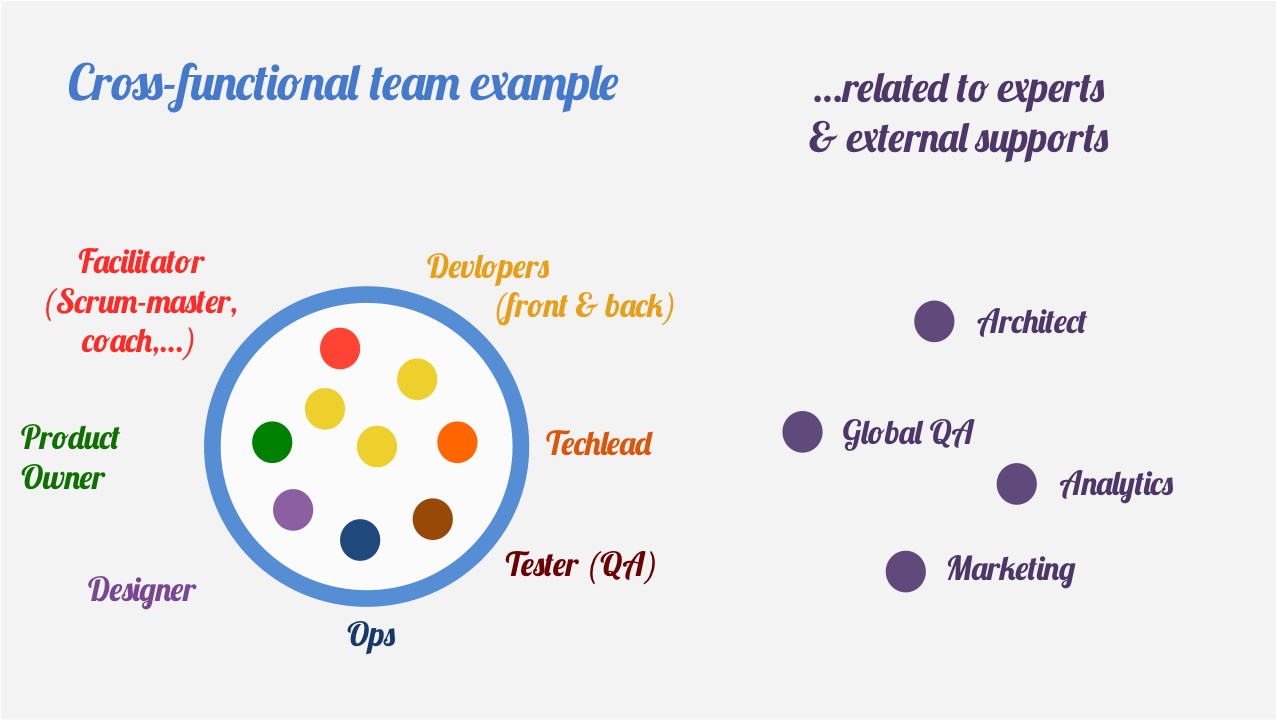 Cross-functional team example
...related to experts
& external supports
Facilitator
(Scrum-master,
coach,...)
Devlopers
(front & back)
Product
Owner
Techlead
Designer
Tester (QA)
Ops
Architect
Global QA
Analytics
Marketing